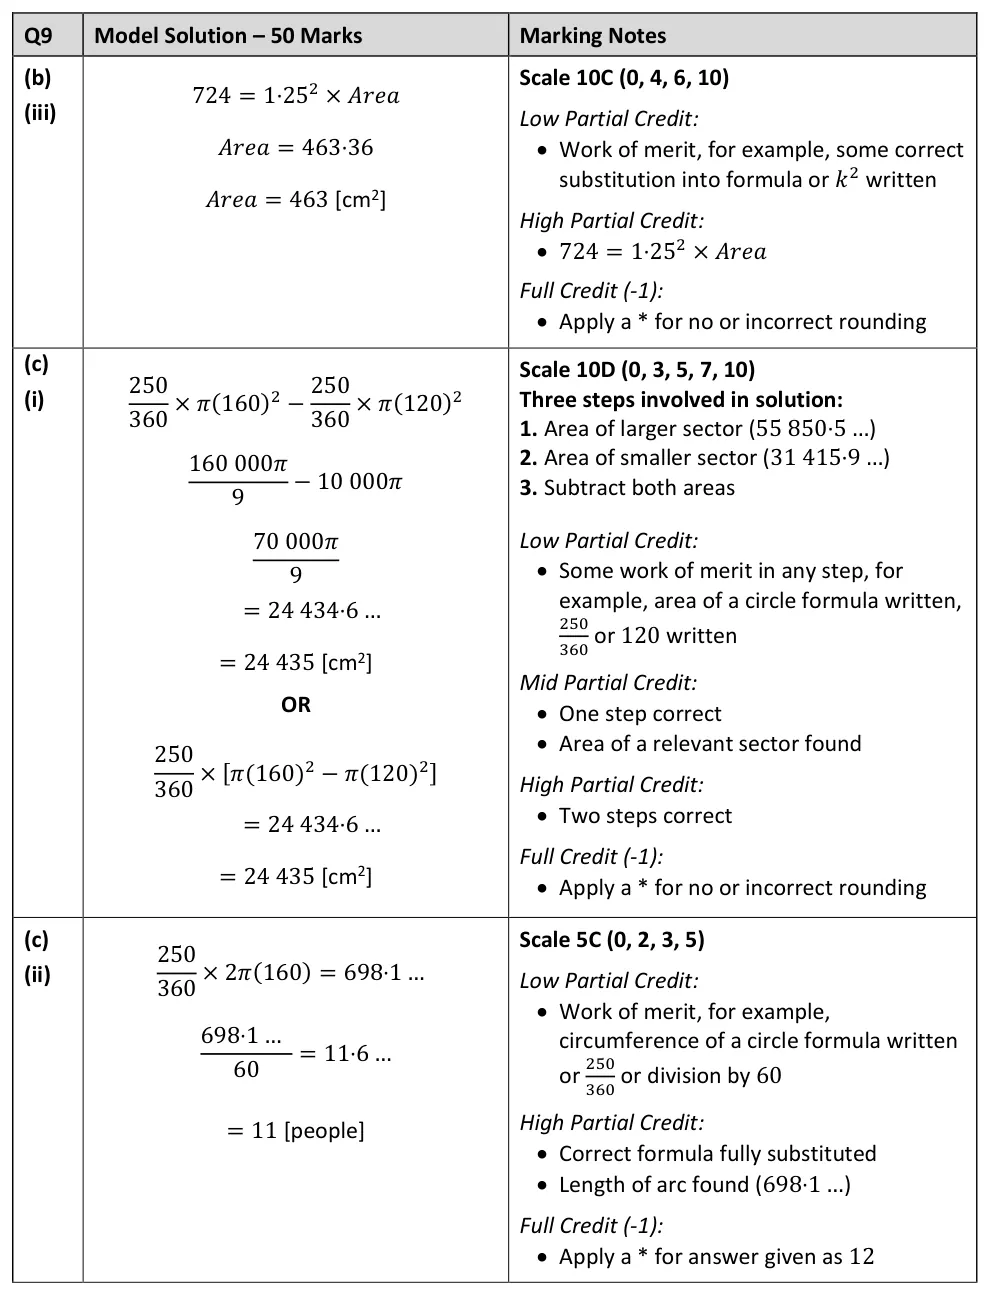 Q9 Model Solution – 50 Marks Marking Notes
(b)
(iii)
724 = 1·25² × Area
Area = 463·36
Area = 463 [cm²]
Scale 10C (0, 4, 6, 10)
Low Partial Credit:
• Work of merit, for example, some correct
substitution into formula or k² written
High Partial Credit:
• 724 = 1·25² × Area
Full Credit (-1):
• Apply a * for no or incorrect rounding
(c)
(i)
250/360 × π(160)² − 250/360 × π(120)²
160 000π/9 − 10 000π
70 000π/9
= 24 434·6 ...
= 24 435 [cm²]
OR
250/360 × [π(160)² − π(120)²]
= 24 434·6 ...
= 24 435 [cm²]
Scale 10D (0, 3, 5, 7, 10)
Three steps involved in solution:
1. Area of larger sector (55 850·5 ...)
2. Area of smaller sector (31 415·9 ...)
3. Subtract both areas
Low Partial Credit:
• Some work of merit in any step, for
example, area of a circle formula written,
250/360 or 120 written
Mid Partial Credit:
• One step correct
• Area of a relevant sector found
High Partial Credit:
• Two steps correct
Full Credit (-1):
• Apply a * for no or incorrect rounding
(c)
(ii)
250/360 × 2π(160) = 698·1 ...
698·1 .../60 = 11·6 ...
= 11 [people]
Scale 5C (0, 2, 3, 5)
Low Partial Credit:
• Work of merit, for example,
circumference of a circle formula written
or 250/360 or division by 60
High Partial Credit:
• Correct formula fully substituted
• Length of arc found (698·1 ...)
Full Credit (-1):
• Apply a * for answer given as 12